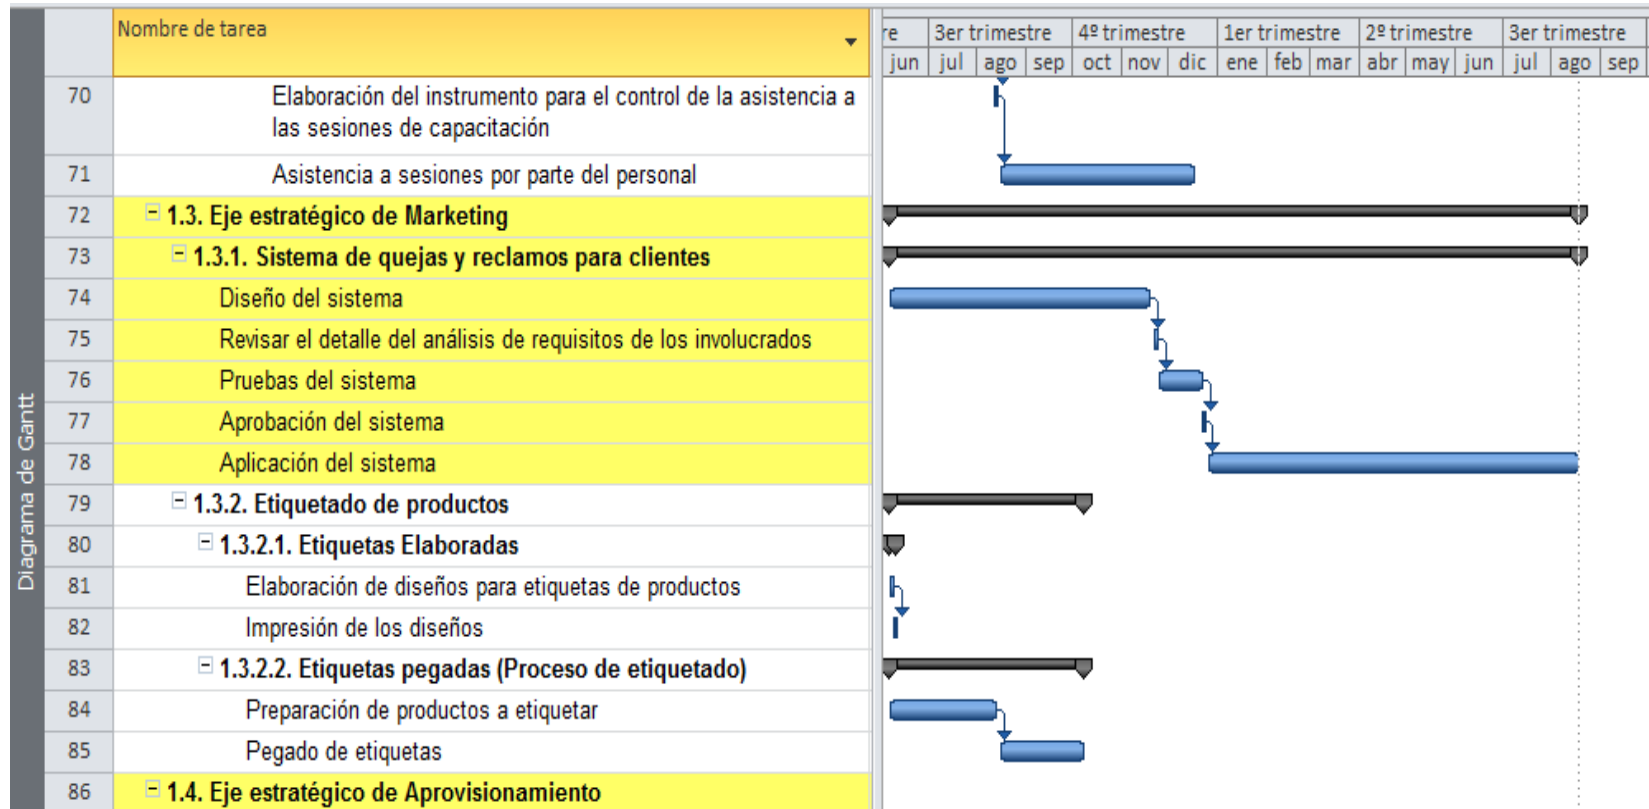 Nombre de tarea
re 3er trimestre 4º trimestre 1er trimestre 2º trimestre 3er trimestre
jun jul ago sep oct nov dic ene feb mar abr may jun jul ago sep
70 Elaboración del instrumento para el control de la asistencia a
las sesiones de capacitación
71 Asistencia a sesiones por parte del personal
72 1.3. Eje estratégico de Marketing
73 1.3.1. Sistema de quejas y reclamos para clientes
74 Diseño del sistema
75 Revisar el detalle del análisis de requisitos de los involucrados
76 Pruebas del sistema
77 Aprobación del sistema
78 Aplicación del sistema
79 1.3.2. Etiquetado de productos
80 1.3.2.1. Etiquetas Elaboradas
81 Elaboración de diseños para etiquetas de productos
82 Impresión de los diseños
83 1.3.2.2. Etiquetas pegadas (Proceso de etiquetado)
84 Preparación de productos a etiquetar
85 Pegado de etiquetas
86 1.4. Eje estratégico de Aprovisionamiento
Diagrama de Gantt